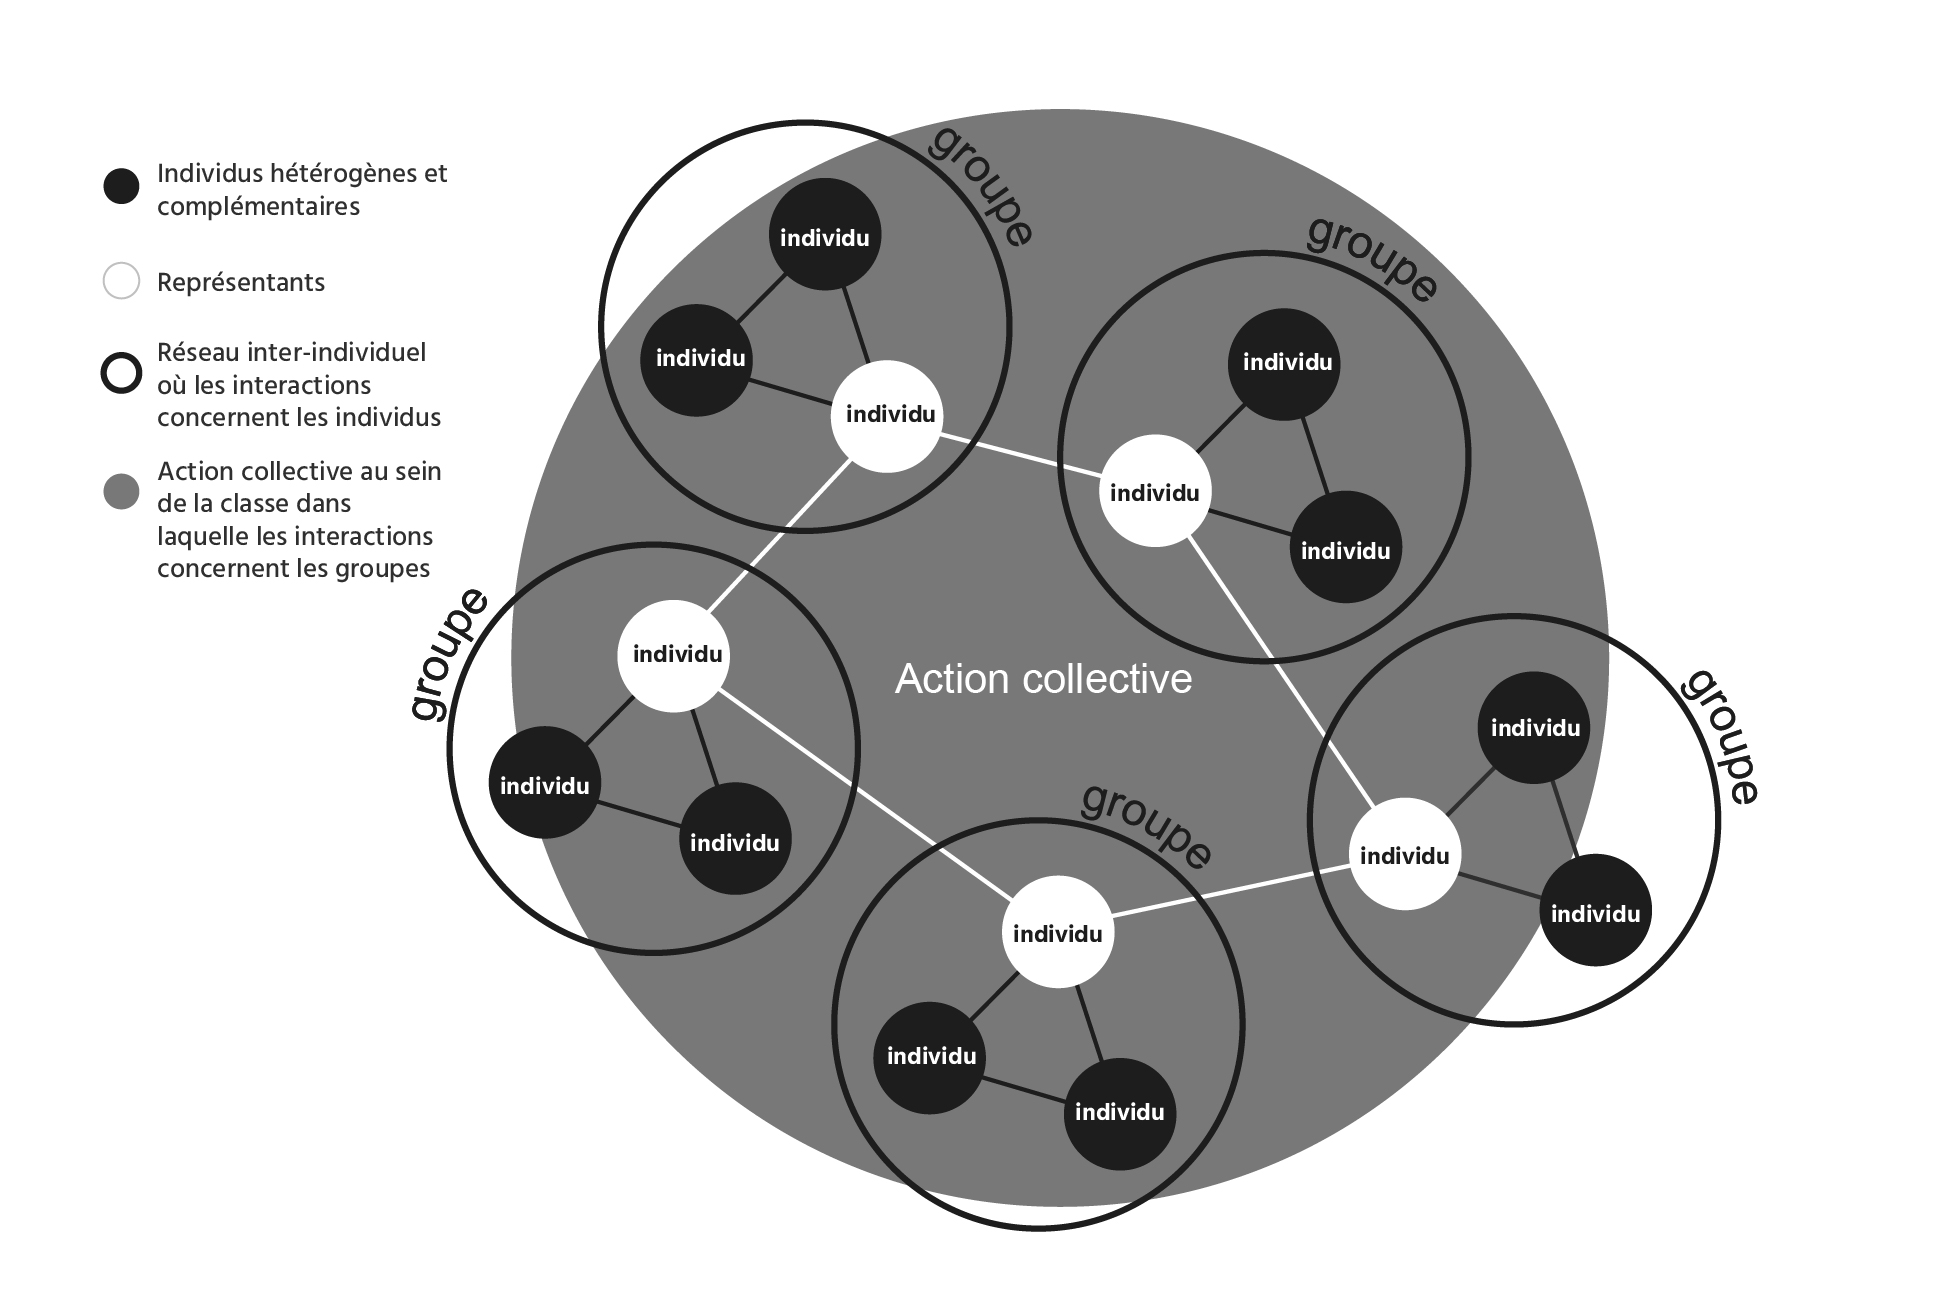 Individus hétérogènes et
complémentaires
Représentants
Réseau inter-individuel
où les interactions
concernent les individus
Action collective au sein
de la classe dans
laquelle les interactions
concernent les groupes
groupe
individu
individu
individu
groupe
individu
individu
individu
groupe
individu
individu
individu
Action collective
groupe
individu
individu
individu
groupe
individu
individu
individu